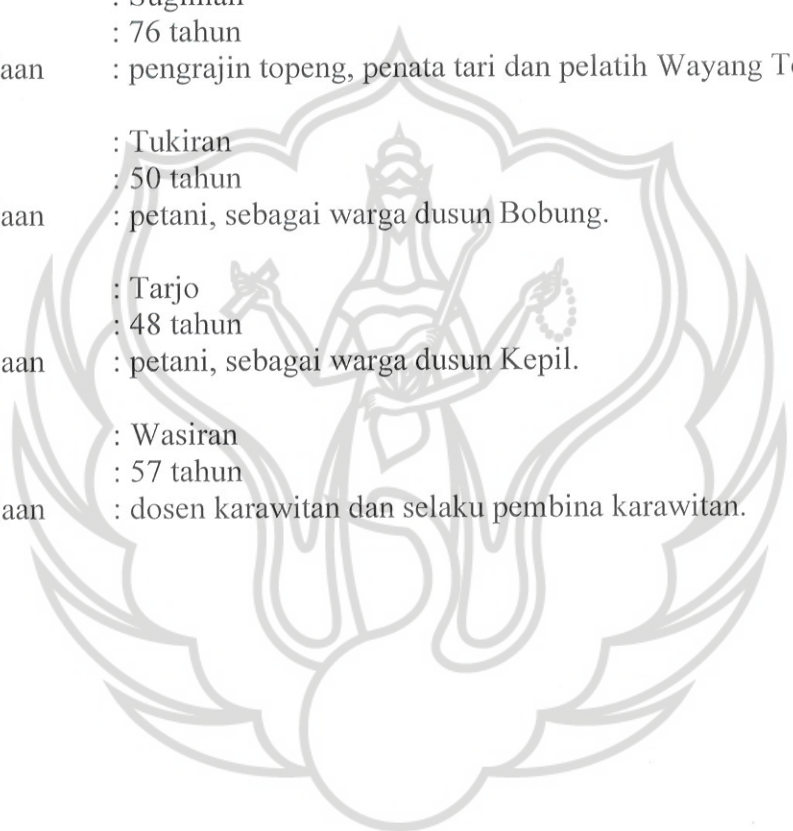 : 76 tahun
aan : pengrajin topeng, penata tari dan pelatih Wayang
: Tukiran
: 50 tahun
aan : petani, sebagai warga dusun Bobung.
: Tarjo
: 48 tahun
aan : petani, sebagai warga dusun Kepil.
: Wasiran
: 57 tahun
aan : dosen karawitan dan selaku pembina karawitan.